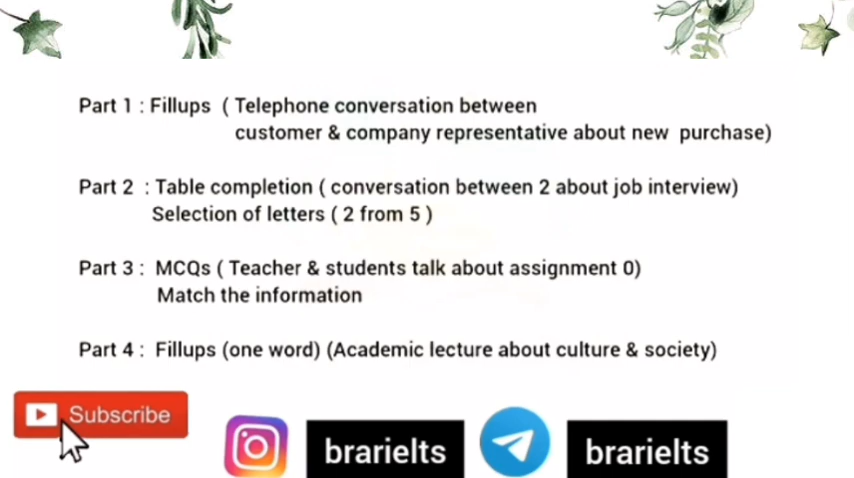 Part 1 : Fillups ( Telephone conversation between
customer & company representative about new purchase)
Part 2 : Table completion ( conversation between 2 about job interview)
Selection of letters ( 2 from 5 )
Part 3 : MCQs ( Teacher & students talk about assignment 0)
Match the information
Part 4 : Fillups (one word) (Academic lecture about culture & society)
Subscribe
brarielts
brarielts